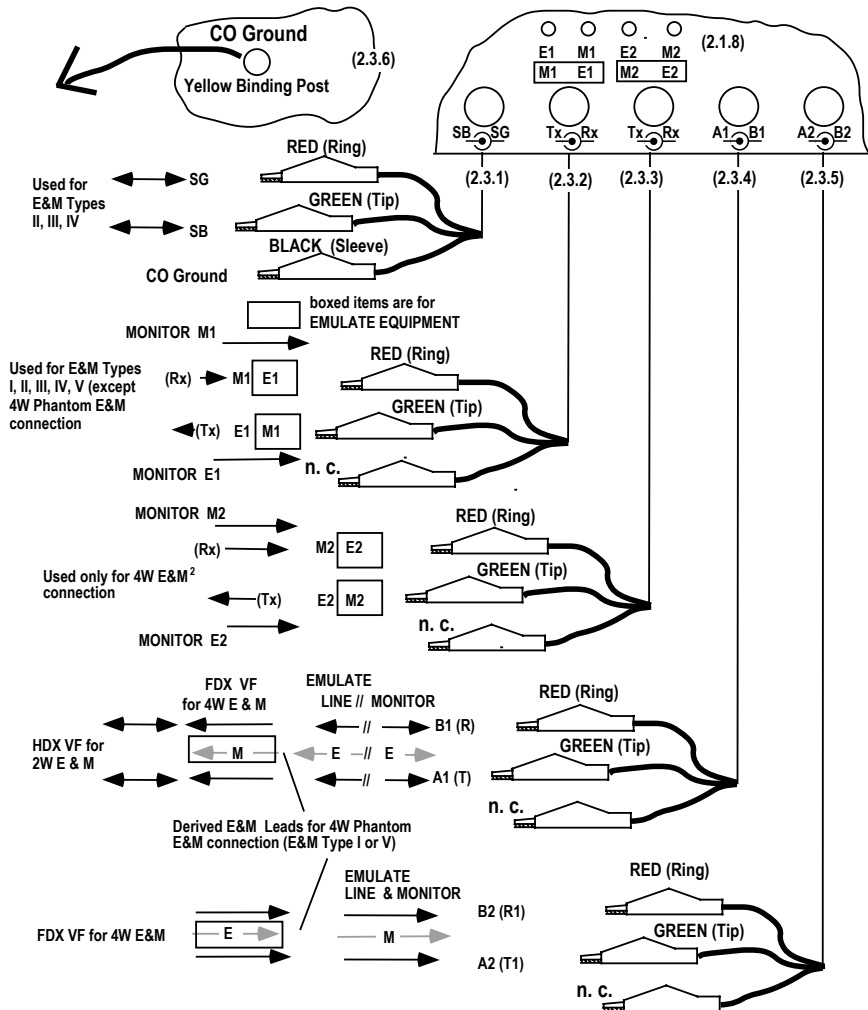 CO Ground
(2.3.6)
Yellow Binding Post
E1 M1 E2 M2
(2.1.8)
M1 E1 M2 E2
SB SG Tx Rx Tx Rx A1 B1 A2 B2
(2.3.1) (2.3.2) (2.3.3) (2.3.4) (2.3.5)
RED (Ring)
Used for
E&M Types
II, III, IV
SG
GREEN (Tip)
SB
BLACK (Sleeve)
CO Ground
boxed items are for
EMULATE EQUIPMENT
MONITOR M1
RED (Ring)
Used for E&M Types
I, II, III, IV, V (except
4W Phantom E&M
connection
(Rx) M1 E1
GREEN (Tip)
(Tx) E1 M1
MONITOR E1
n. c.
MONITOR M2
RED (Ring)
(Rx) M2 E2
Used only for 4W E&M²
connection
GREEN (Tip)
(Tx) E2 M2
n. c.
MONITOR E2
FDX VF
for 4W E & M
EMULATE
LINE // MONITOR
RED (Ring)
// B1 (R)
HDX VF for
2W E & M
M E // E
GREEN (Tip)
// A1 (T)
n. c.
Derived E&M Leads for 4W Phantom
E&M connection (E&M Type I or V)
EMULATE
LINE & MONITOR
RED (Ring)
B2 (R1)
FDX VF for 4W E&M
E M
GREEN (Tip)
A2 (T1)
n. c.